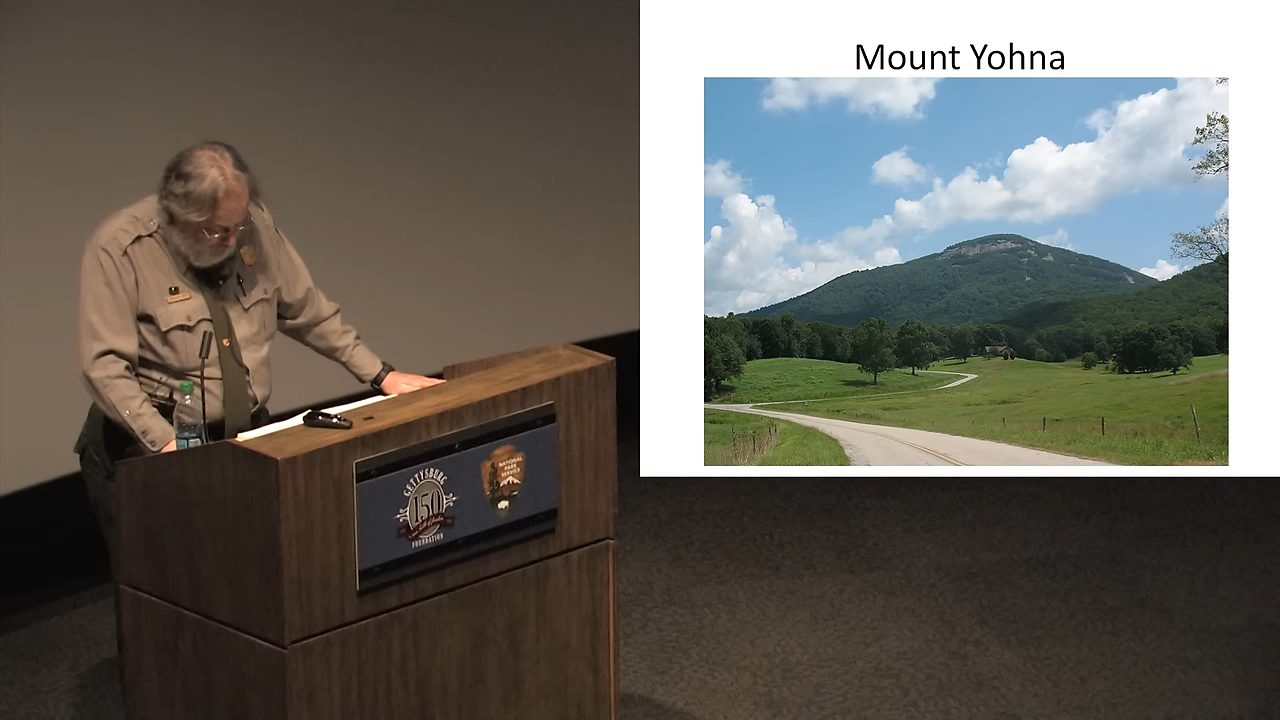 Mount Yohna
GETTYSBURG
150
FOUNDATION
NATIONAL
PARK
SERVICE